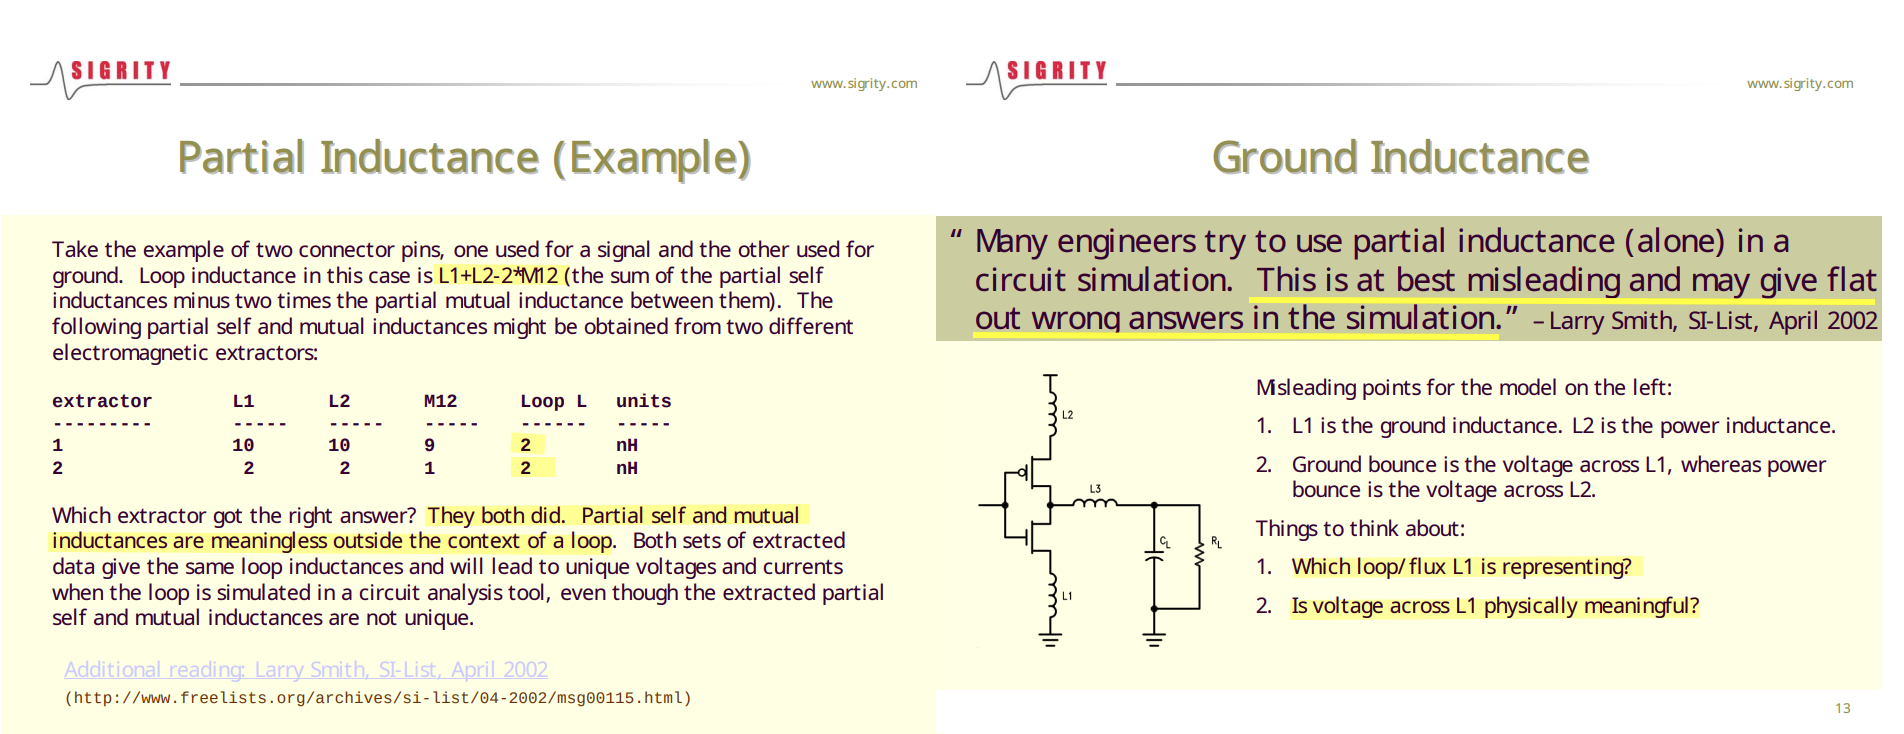 SIGRITY
www.sigrity.com
Partial Inductance (Example)
Take the example of two connector pins, one used for a signal and the other used for
ground.  Loop inductance in this case is L1+L2-2*M12 (the sum of the partial self
inductances minus two times the partial mutual inductance between them).  The
following partial self and mutual inductances might be obtained from two different
electromagnetic extractors:
extractor L1 L2 M12 Loop L units
--------- ----- ----- ----- ------ -----
1 10 10 9 2 nH
2 2 2 1 2 nH
Which extractor got the right answer?  They both did.  Partial self and mutual
inductances are meaningless outside the context of a loop.  Both sets of extracted
data give the same loop inductances and will lead to unique voltages and currents
when the loop is simulated in a circuit analysis tool, even though the extracted partial
self and mutual inductances are not unique.
Additional reading: Larry Smith, SI-List, April 2002
(http://www.freelists.org/archives/si-list/04-2002/msg00115.html)
SIGRITY
www.sigrity.com
Ground Inductance
“ Many engineers try to use partial inductance (alone) in a
circuit simulation.  This is at best misleading and may give flat
out wrong answers in the simulation.” – Larry Smith, SI-List, April 2002
L2
L3
CL
RL
L1
Misleading points for the model on the left:
1. L1 is the ground inductance. L2 is the power inductance.
2. Ground bounce is the voltage across L1, whereas power
bounce is the voltage across L2.
Things to think about:
1. Which loop/flux L1 is representing?
2. Is voltage across L1 physically meaningful?
13